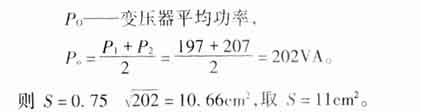 P₀——变压器平均功率，
Pₒ = (P₁ + P₂)/2 = (197 + 207)/2 = 202VA。
则 S = 0.75 √202 = 10.66cm²，取 S = 11cm²。